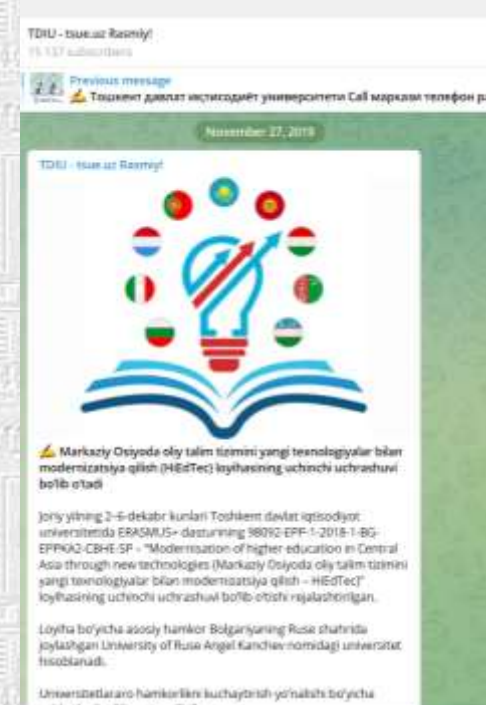 TDIU - tsue.uz Rasmiy!
15 137 subscribers
Previous message
✍️ Тошкент давлат иқтисодиёт университети Call маркази телефон
November 27, 2019
TDIU - tsue.uz Rasmiy!
✍️ Markaziy Osiyoda oliy talim tizimini yangi texnologiyalar bilan
modernizatsiya qilish (HiEdTec) loyihasining uchinchi uchrashuvi
bo'lib o'tadi
Joriy yilning 2-6-dekabr kunlari Toshkent davlat iqtisodiyot
universitetida ERASMUS+ dasturining 98092-EPP-1-2018-1-BG-
EPPKA2-CBHE-SP - "Modernisation of higher education in Central
Asia through new technologies (Markaziy Osiyoda oliy talim tizimini
yangi texnologiyalar bilan modernizatsiya qilish - HiEdTec)"
loyihasining uchinchi uchrashuvi bo'lib o'tishi rejalashtirilgan.
Loyiha bo'yicha asosiy hamkor Bolgariyaning Ruse shahrida
joylashgan University of Ruse Angel Kanchev nomidagi universitet
hisoblanadi.
Universitetlararo hamkorlikni kuchaytirish yo'nalishi bo'yicha